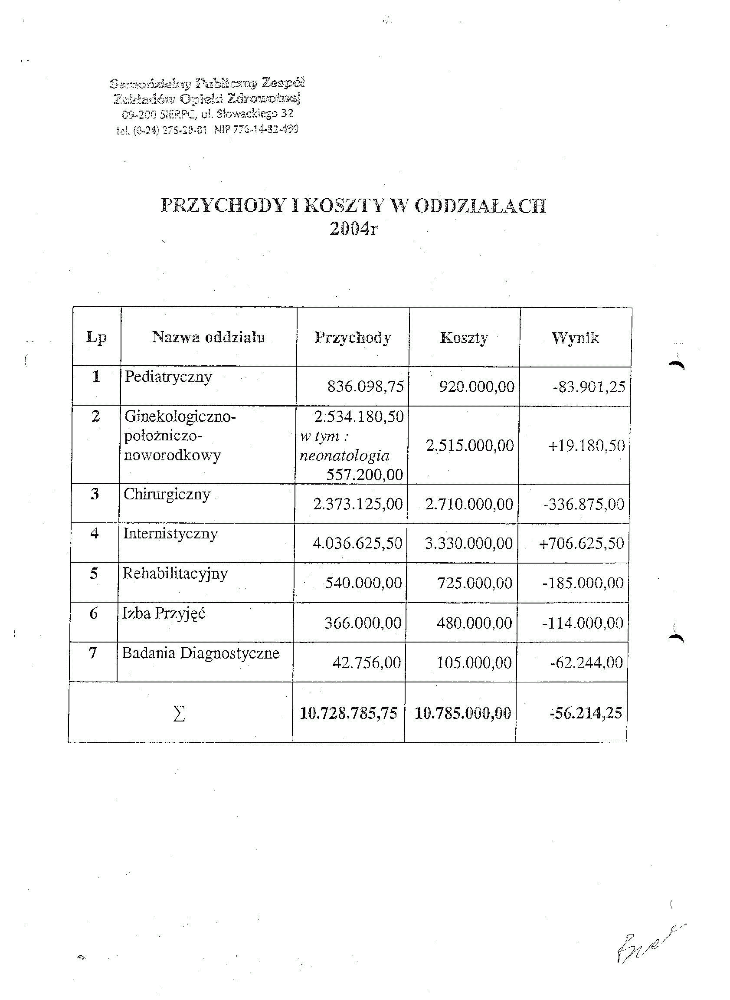 Samodzielny Publiczny Zespół
Zakładów Opieki Zdrowotnej
09-200 SIERPC, ul. Słowackiego 32
tel. (0-24) 275-20-01 NIP 776-14-82-499
PRZYCHODY I KOSZTY W ODDZIAŁACH
2004r
Lp Nazwa oddziału Przychody Koszty Wynik
1 Pediatryczny 836.098,75 920.000,00 -83.901,25
2 Ginekologiczno- 2.534.180,50
położniczo- w tym : 2.515.000,00 +19.180,50
noworodkowy neonatologia
557.200,00
3 Chirurgiczny 2.373.125,00 2.710.000,00 -336.875,00
4 Internistyczny 4.036.625,50 3.330.000,00 +706.625,50
5 Rehabilitacyjny 540.000,00 725.000,00 -185.000,00
6 Izba Przyjęć 366.000,00 480.000,00 -114.000,00
7 Badania Diagnostyczne 42.756,00 105.000,00 -62.244,00
Σ 10.728.785,75 10.785.000,00 -56.214,25